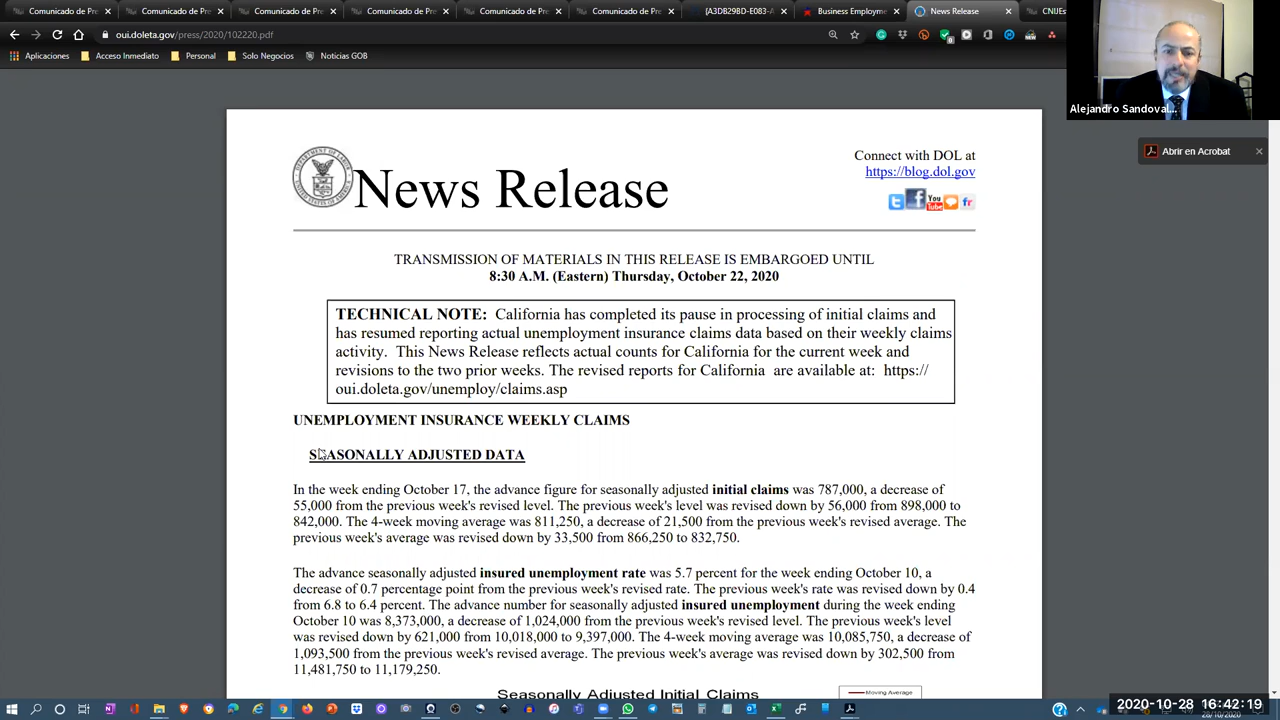 Comunicado de Pre
Comunicado de Pre
Comunicado de Pre
Comunicado de Pre
Comunicado de Pre
Comunicado de Pre
{A3DB29BD-E083-A
Business Employme
News Release
CNUEs
oui.doleta.gov/press/2020/102220.pdf
Aplicaciones
Acceso Inmediato
Personal
Solo Negocios
Noticias GOB
Alejandro Sandoval...
Abrir en Acrobat
Connect with DOL at
https://blog.dol.gov
News Release
TRANSMISSION OF MATERIALS IN THIS RELEASE IS EMBARGOED UNTIL
8:30 A.M. (Eastern) Thursday, October 22, 2020
TECHNICAL NOTE: California has completed its pause in processing of initial claims and
has resumed reporting actual unemployment insurance claims data based on their weekly claims
activity. This News Release reflects actual counts for California for the current week and
revisions to the two prior weeks. The revised reports for California are available at: https://
oui.doleta.gov/unemploy/claims.asp
UNEMPLOYMENT INSURANCE WEEKLY CLAIMS
SEASONALLY ADJUSTED DATA
In the week ending October 17, the advance figure for seasonally adjusted initial claims was 787,000, a decrease of
55,000 from the previous week's revised level. The previous week's level was revised down by 56,000 from 898,000 to
842,000. The 4-week moving average was 811,250, a decrease of 21,500 from the previous week's revised average. The
previous week's average was revised down by 33,500 from 866,250 to 832,750.
The advance seasonally adjusted insured unemployment rate was 5.7 percent for the week ending October 10, a
decrease of 0.7 percentage point from the previous week's revised rate. The previous week's rate was revised down by 0.4
from 6.8 to 6.4 percent. The advance number for seasonally adjusted insured unemployment during the week ending
October 10 was 8,373,000, a decrease of 1,024,000 from the previous week's revised level. The previous week's level
was revised down by 621,000 from 10,018,000 to 9,397,000. The 4-week moving average was 10,085,750, a decrease of
1,093,500 from the previous week's revised average. The previous week's average was revised down by 302,500 from
11,481,750 to 11,179,250.
Seasonally Adjusted Initial Claims
Moving Average
2020-10-28 16:42:19